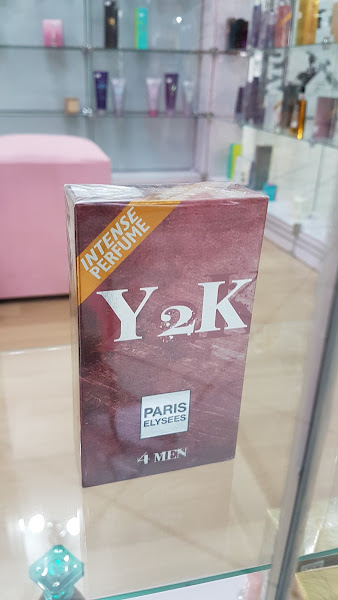 INTENSE
PERFUME
Y2K
PARIS
ELYSEES
4 MEN